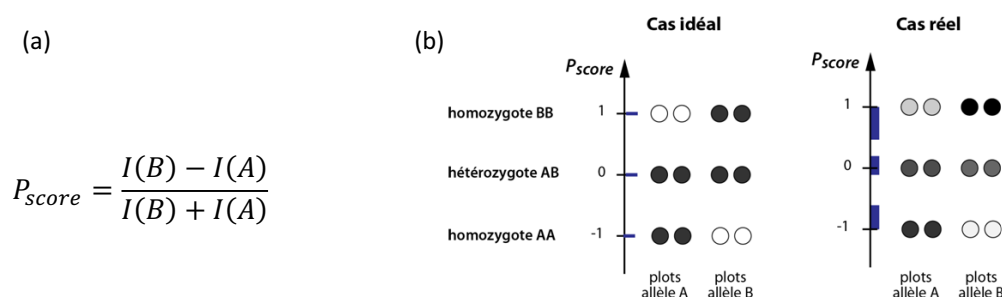 (a)
P_score = (I(B) − I(A)) / (I(B) + I(A))
(b)
Cas idéal
P_score
homozygote BB
1
hétérozygote AB
0
homozygote AA
-1
plots allèle A
plots allèle B
Cas réel
P_score
1
0
-1
plots allèle A
plots allèle B